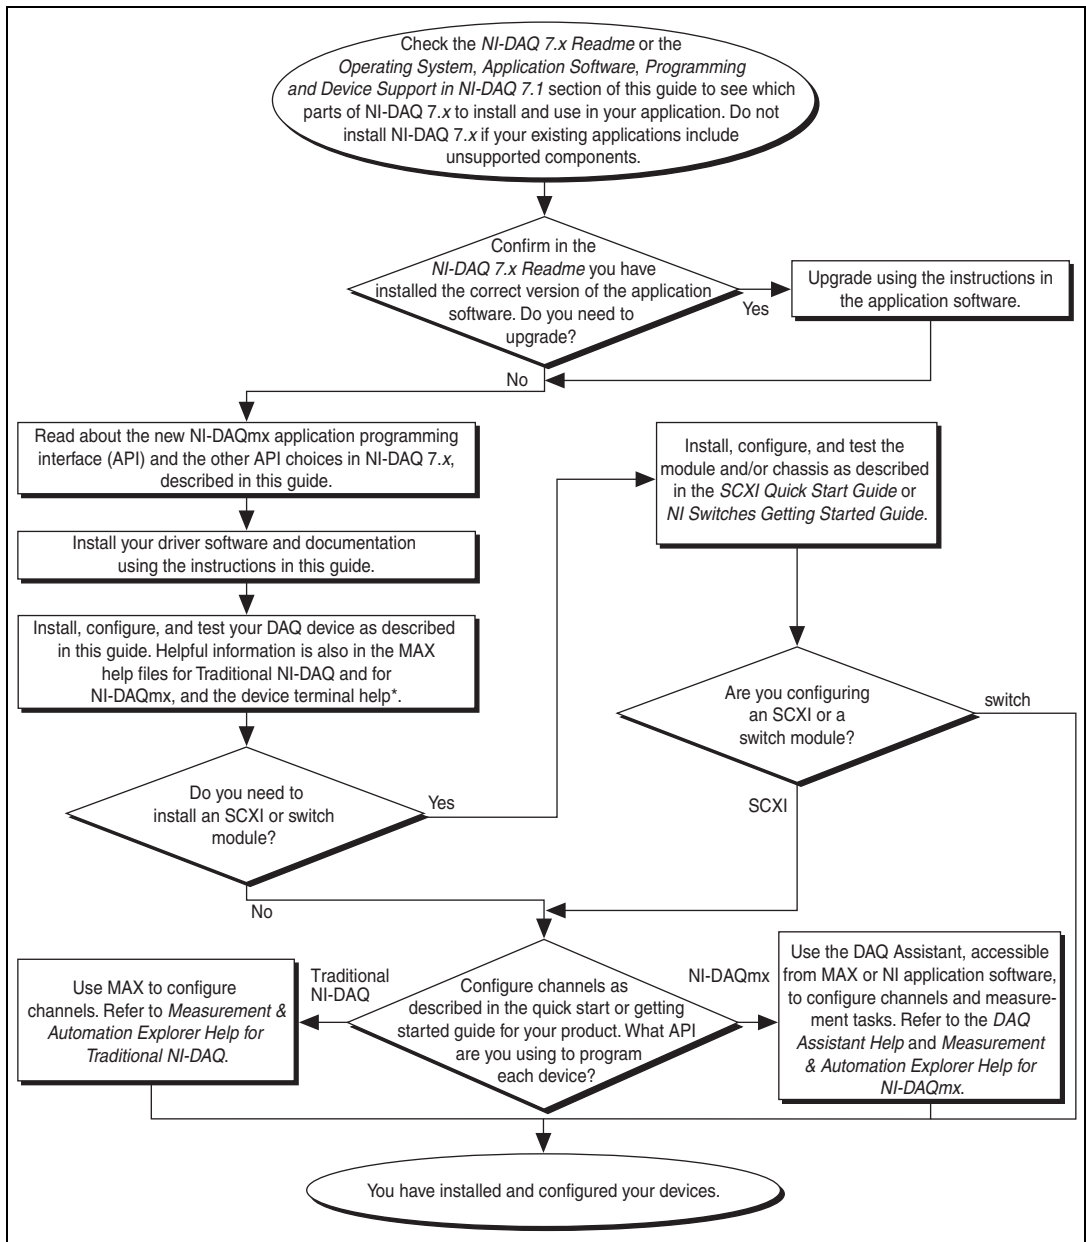 Check the NI-DAQ 7.x Readme or the
Operating System, Application Software, Programming
and Device Support in NI-DAQ 7.1 section of this guide to see which
parts of NI-DAQ 7.x to install and use in your application. Do not
install NI-DAQ 7.x if your existing applications include
unsupported components.
Confirm in the
NI-DAQ 7.x Readme you have
installed the correct version of the application
software. Do you need to
upgrade?
Yes
Upgrade using the instructions in
the application software.
No
Read about the new NI-DAQmx application programming
interface (API) and the other API choices in NI-DAQ 7.x,
described in this guide.
Install your driver software and documentation
using the instructions in this guide.
Install, configure, and test your DAQ device as described
in this guide. Helpful information is also in the MAX
help files for Traditional NI-DAQ and for
NI-DAQmx, and the device terminal help*.
Do you need to
install an SCXI or switch
module?
Yes
Install, configure, and test the
module and/or chassis as described
in the SCXI Quick Start Guide or
NI Switches Getting Started Guide.
Are you configuring
an SCXI or a
switch module?
switch
SCXI
No
Configure channels as
described in the quick start or getting
started guide for your product. What API
are you using to program
each device?
Traditional
NI-DAQ
Use MAX to configure
channels. Refer to Measurement &
Automation Explorer Help for
Traditional NI-DAQ.
NI-DAQmx
Use the DAQ Assistant, accessible
from MAX or NI application software,
to configure channels and measure-
ment tasks. Refer to the DAQ
Assistant Help and Measurement
& Automation Explorer Help for
NI-DAQmx.
You have installed and configured your devices.